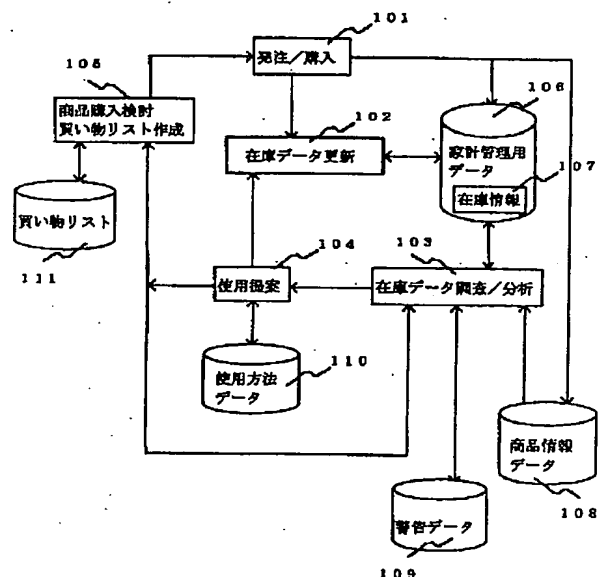 101
発注/購入
105
商品購入検討
買い物リスト作成
106
102
在庫データ更新
家計管理用
データ
107
在庫情報
買い物リスト
111
104
使用提案
103
在庫データ調査/分析
使用方法
データ
110
商品情報
データ
108
警告データ
109